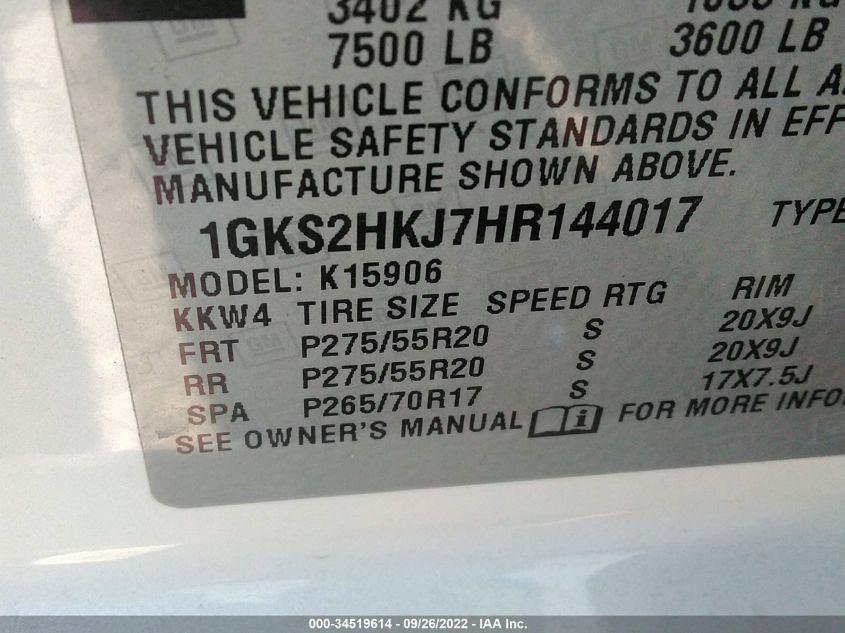 3402 KG
7500 LB 3600 LB
THIS VEHICLE CONFORMS TO ALL
VEHICLE SAFETY STANDARDS IN EFF
MANUFACTURE SHOWN ABOVE.
1GKS2HKJ7HR144017 TYPE
MODEL: K15906
KKW4 TIRE SIZE SPEED RTG RIM
FRT P275/55R20 S 20X9J
RR P275/55R20 S 20X9J
SPA P265/70R17 S 17X7.5J
SEE OWNER'S MANUAL i FOR MORE INFO
000-34519614 - 09/26/2022 - IAA Inc.